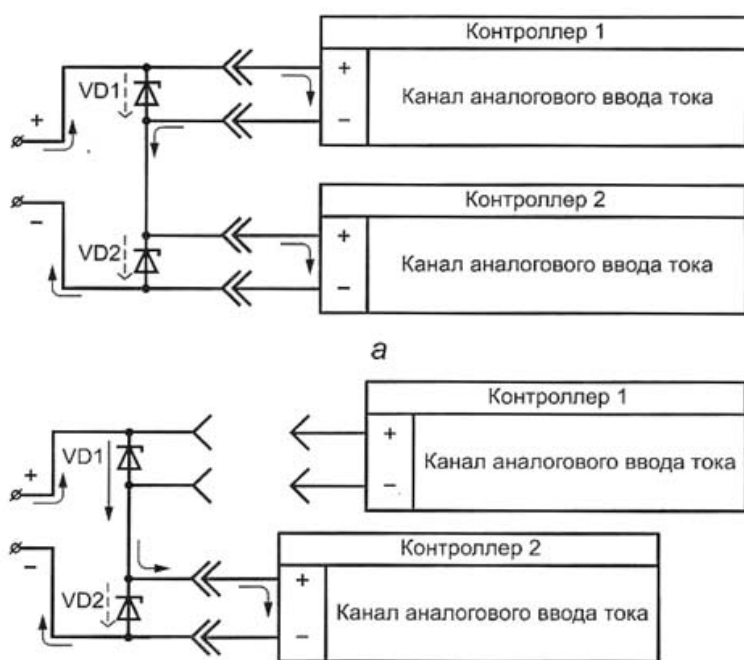 Контроллер 1
VD1
+
+
Канал аналогового ввода тока
−
−
Контроллер 2
VD2
+
Канал аналогового ввода тока
−
а
Контроллер 1
VD1
+
+
Канал аналогового ввода тока
−
−
Контроллер 2
VD2
+
Канал аналогового ввода тока
−